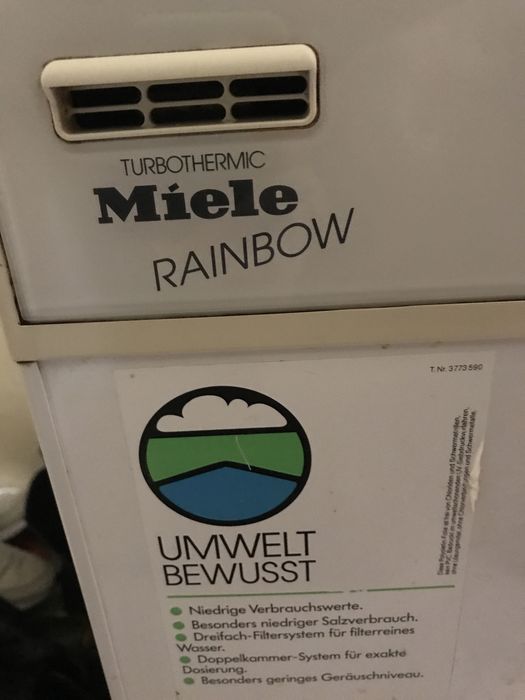 TURBOTHERMIC
Miele
RAINBOW
T. Nr. 3773590
UMWELT
BEWUSST
Niedrige Verbrauchswerte.
Besonders niedriger Salzverbrauch.
Dreifach-Filtersystem für filterreines
Wasser.
Doppelkammer-System für exakte
Dosierung.
Besonders geringes Geräuschniveau.